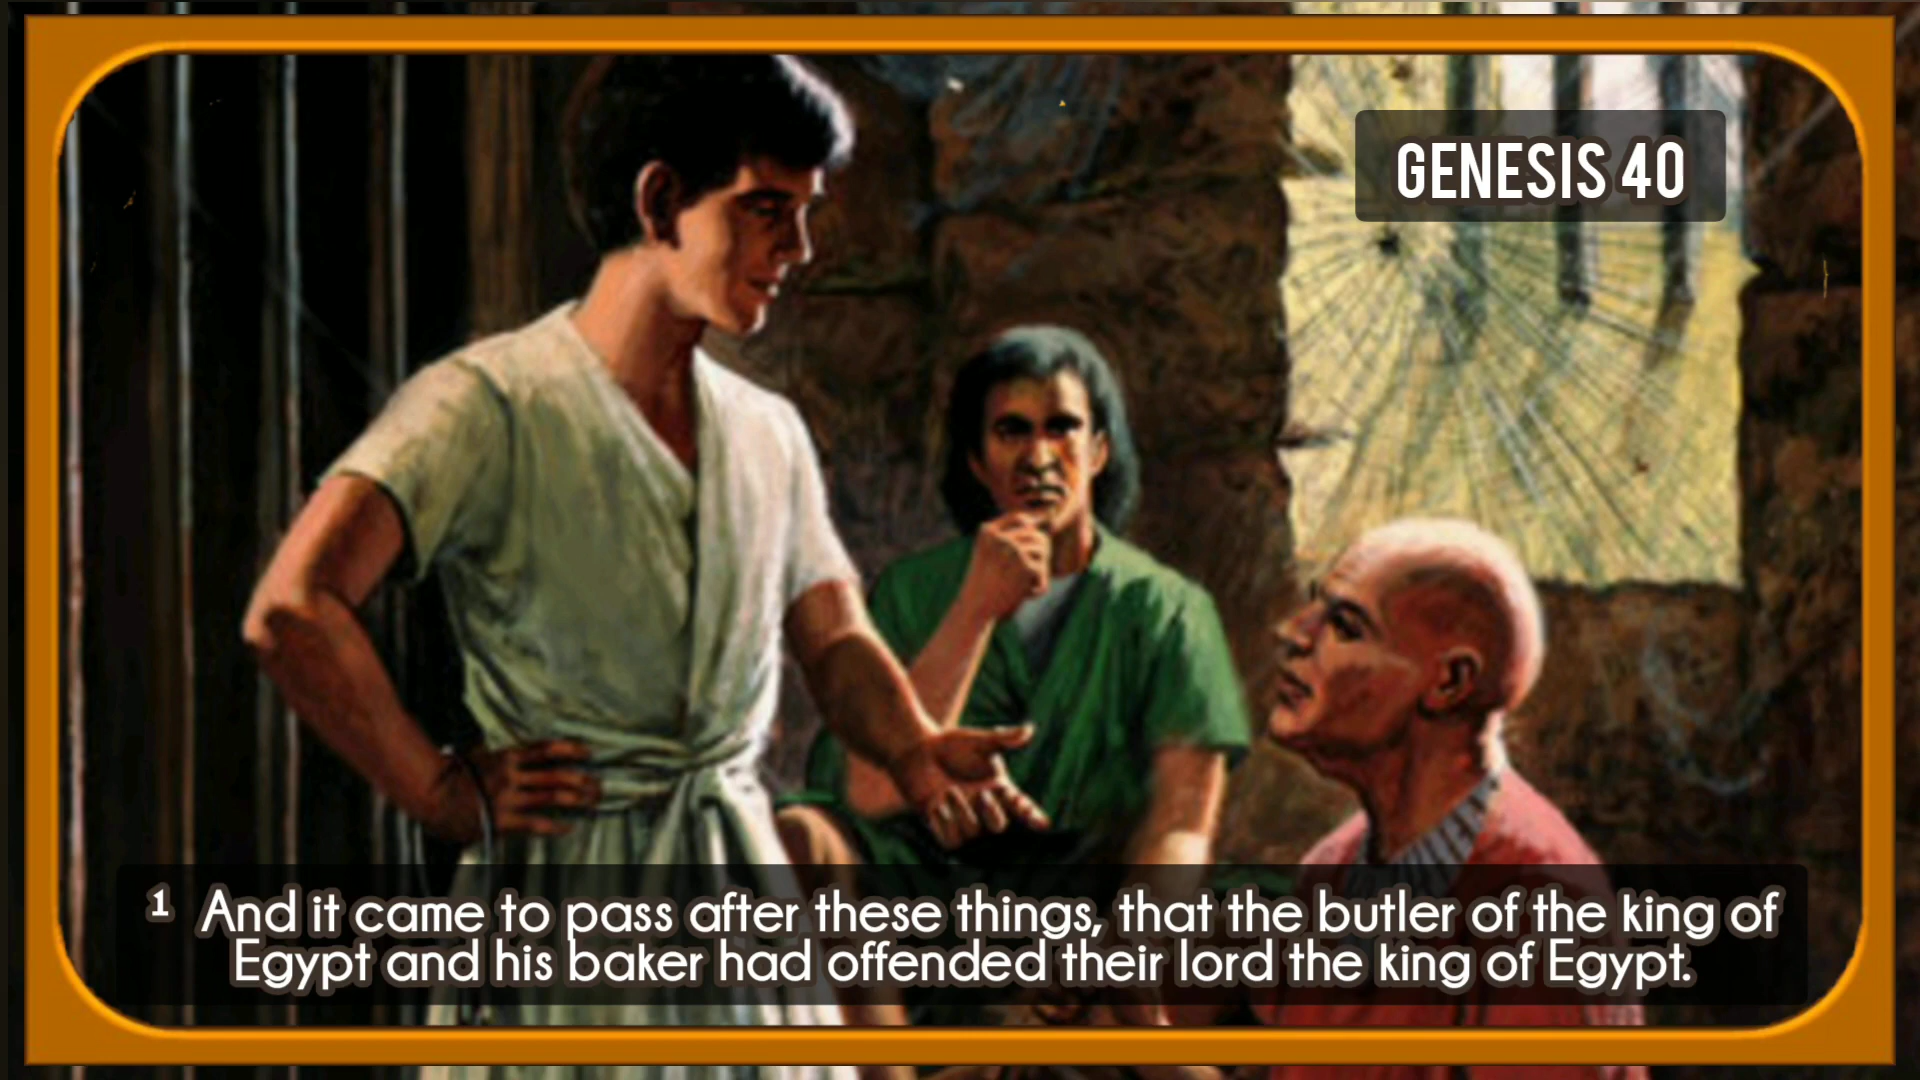 GENESIS 40
1 And it came to pass after these things, that the butler of the king of
Egypt and his baker had offended their lord the king of Egypt.